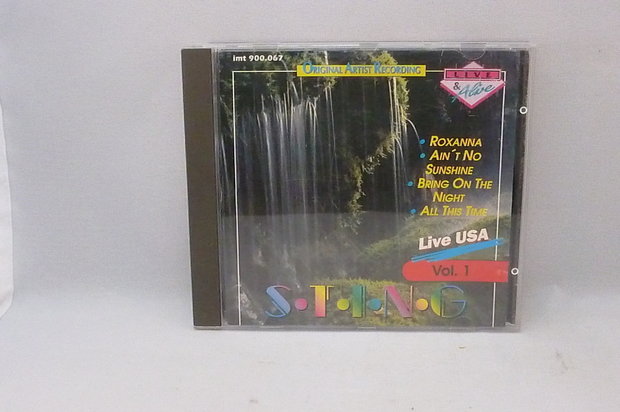 imt 900.067
ORIGINAL ARTIST RECORDING
LIVE
& Alive
• ROXANNA
• AIN´T NO
SUNSHINE
• BRING ON THE
NIGHT
• ALL THIS TIME
Live USA
Vol. 1
S•T•I•N•G